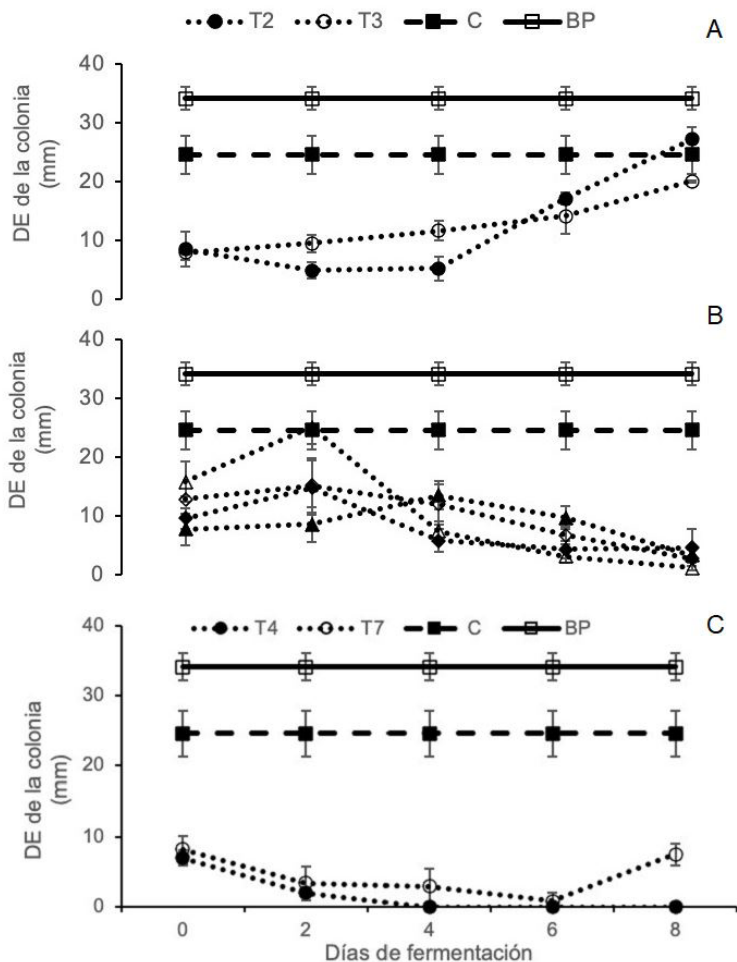 T2 T3 C BP
A
40
30
20
10
0
DE de la colonia
(mm)
B
40
30
20
10
0
DE de la colonia
(mm)
T4 T7 C BP
C
40
30
20
10
0
DE de la colonia
(mm)
0 2 4 6 8
Días de fermentación